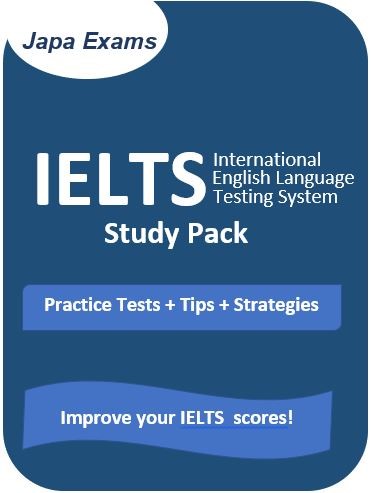 Japa Exams
IELTS
International
English Language
Testing System
Study Pack
Practice Tests + Tips + Strategies
Improve your IELTS scores!